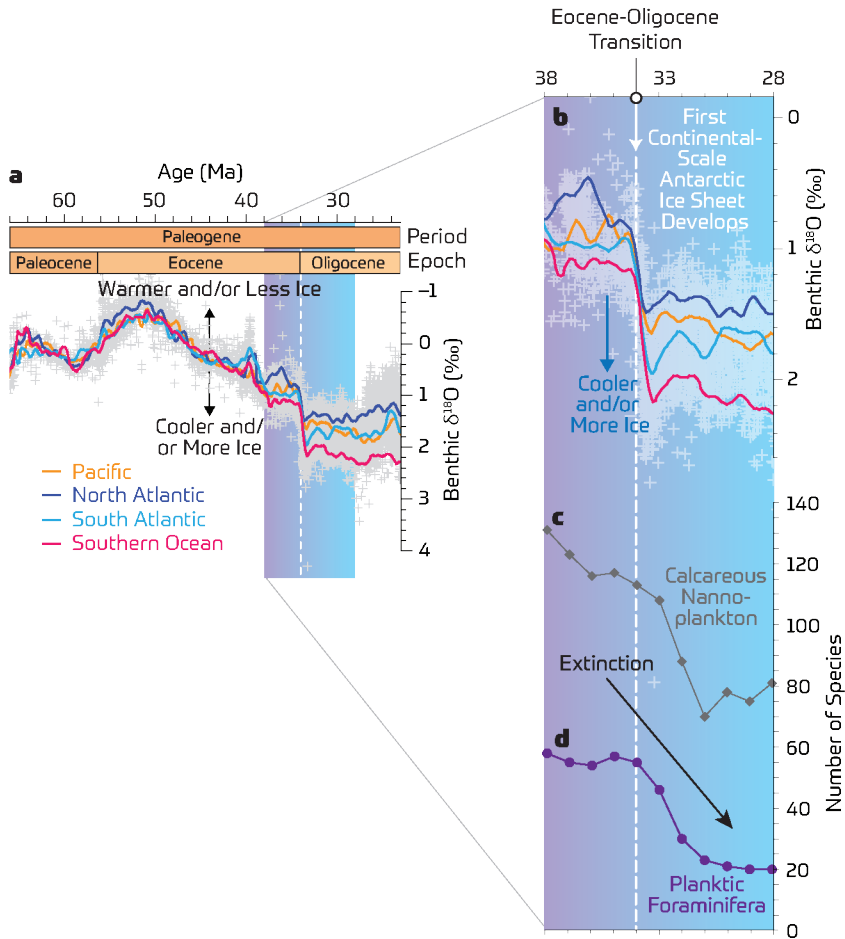 Eocene-Oligocene
Transition
38
33
28
b
First
Continental-
Scale
Antarctic
Ice Sheet
Develops
0
1
2
Benthic δ18O (‰)
Cooler
and/or
More Ice
a
Age (Ma)
60
50
40
30
Paleogene
Period
Paleocene
Eocene
Oligocene
Epoch
Warmer and/or Less Ice
Cooler and/
or More Ice
–1
0
1
2
3
4
Benthic δ18O (‰)
Pacific
North Atlantic
South Atlantic
Southern Ocean
c
Calcareous
Nanno-
plankton
Extinction
d
Planktic
Foraminifera
140
120
100
80
60
40
20
0
Number of Species